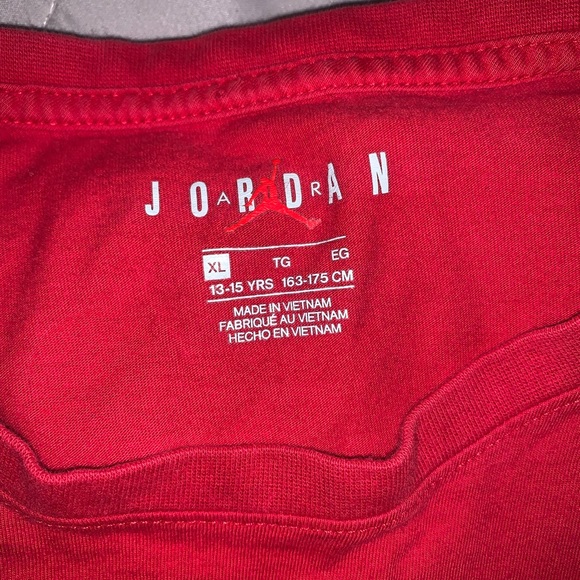 JORDAN
AIR
XL TG EG
13-15 YRS 163-175 CM
MADE IN VIETNAM
FABRIQUÉ AU VIETNAM
HECHO EN VIETNAM